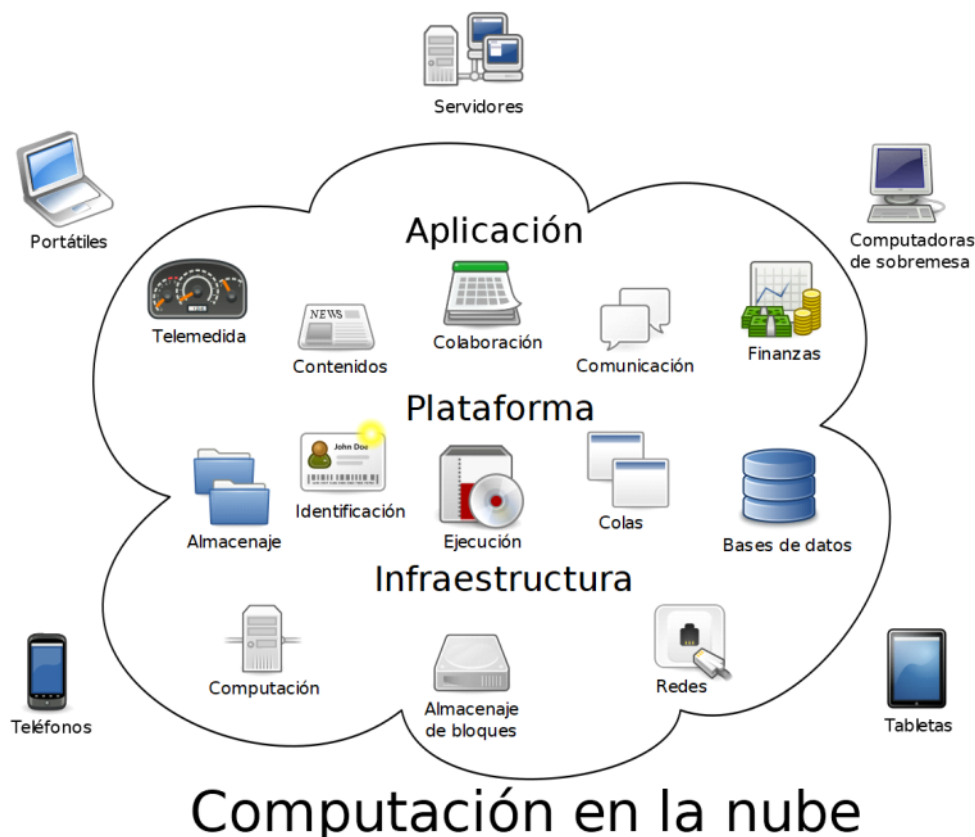 Servidores
Portátiles
Computadoras
de sobremesa
Aplicación
Telemedida
NEWS
Contenidos
Colaboración
Comunicación
Finanzas
Plataforma
John Doe
Almacenaje
Identificación
Ejecución
Colas
Bases de datos
Infraestructura
Computación
Almacenaje
de bloques
Redes
Teléfonos
Tabletas
Computación en la nube